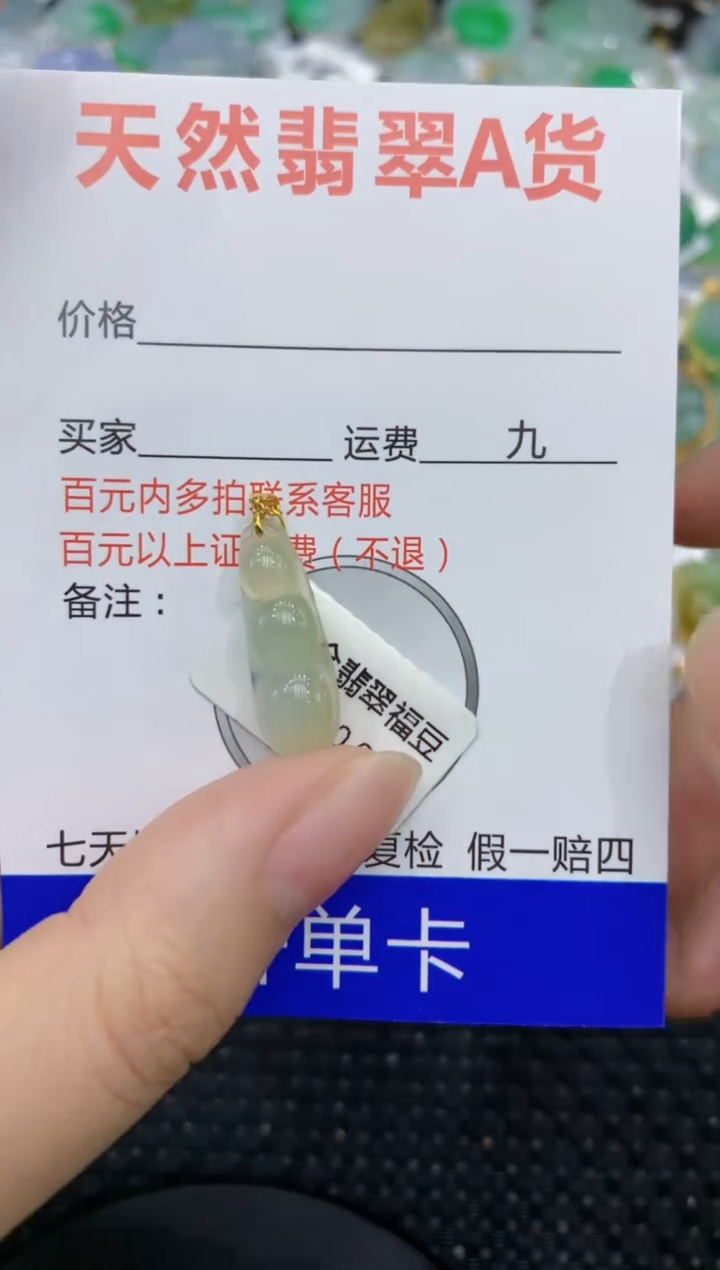 天然翡翠A货
价格
买家 运费 九
百元内多拍联系客服
百元以上证 费（不退）
备注：
翡翠福豆
七天 复检 假一赔四
单卡